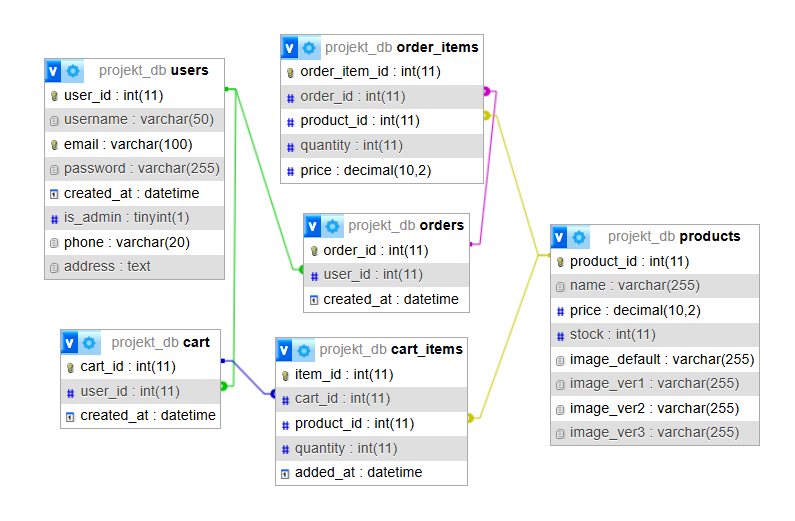 projekt_db users
user_id : int(11)
username : varchar(50)
email : varchar(100)
password : varchar(255)
created_at : datetime
is_admin : tinyint(1)
phone : varchar(20)
address : text
projekt_db order_items
order_item_id : int(11)
order_id : int(11)
product_id : int(11)
quantity : int(11)
price : decimal(10,2)
projekt_db orders
order_id : int(11)
user_id : int(11)
created_at : datetime
projekt_db products
product_id : int(11)
name : varchar(255)
price : decimal(10,2)
stock : int(11)
image_default : varchar(255)
image_ver1 : varchar(255)
image_ver2 : varchar(255)
image_ver3 : varchar(255)
projekt_db cart
cart_id : int(11)
user_id : int(11)
created_at : datetime
projekt_db cart_items
item_id : int(11)
cart_id : int(11)
product_id : int(11)
quantity : int(11)
added_at : datetime